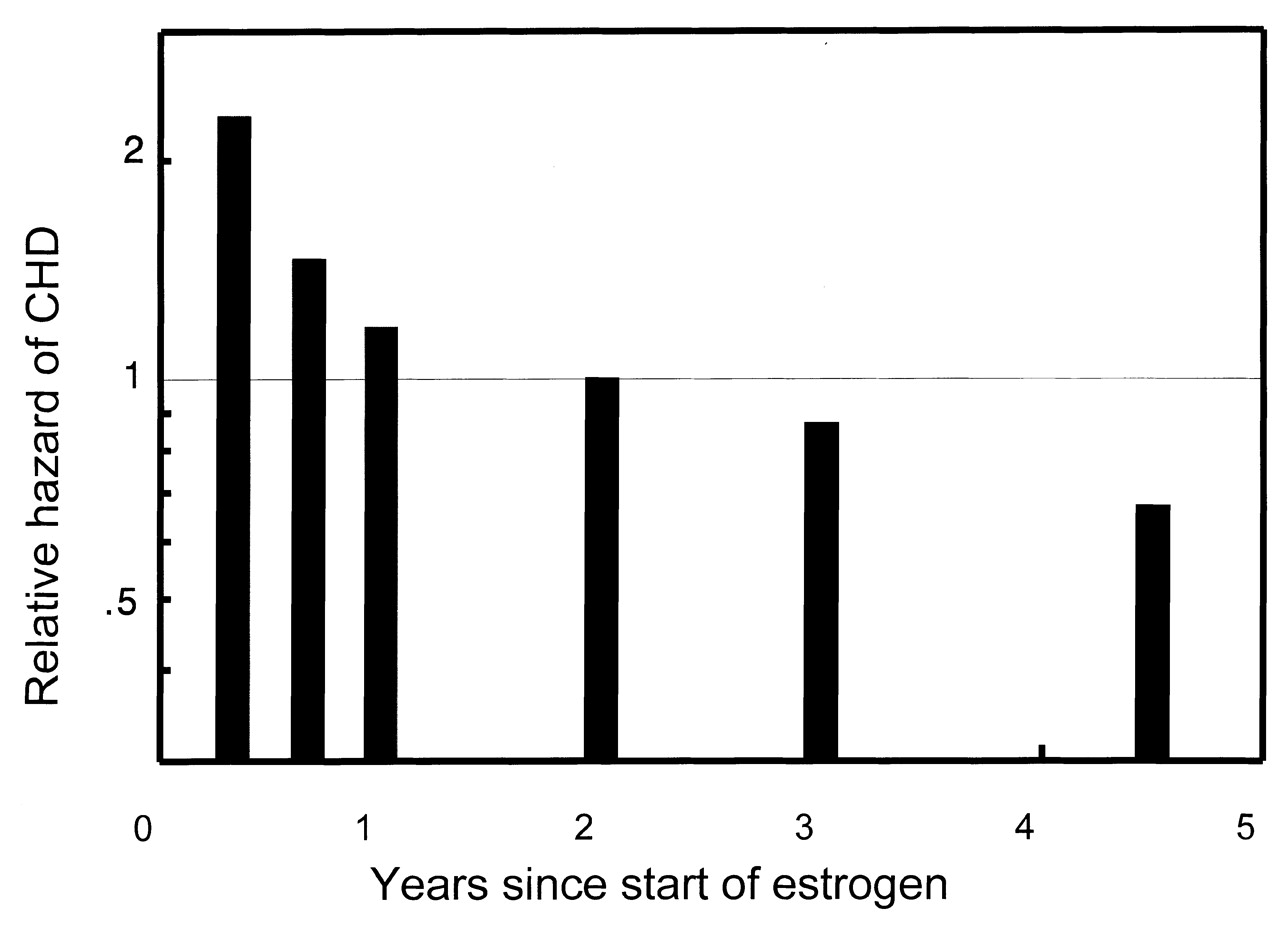 Relative hazard of CHD
2
1
.5
0 1 2 3 4 5
Years since start of estrogen